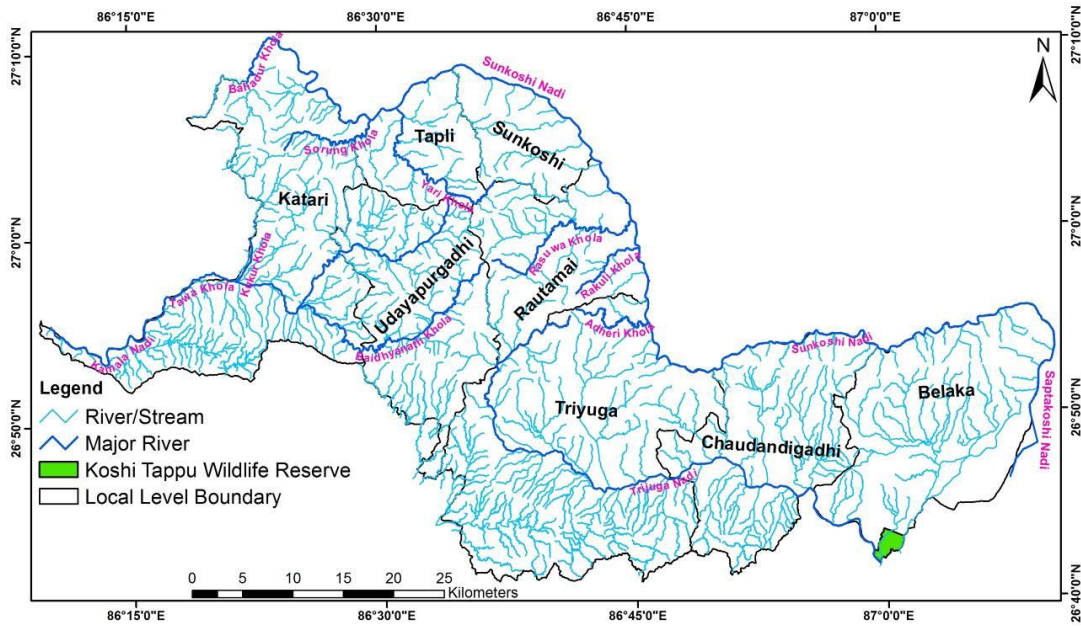 86°15'0"E 86°30'0"E 86°45'0"E 87°0'0"E
27°10'0"N
27°10'0"N
N
Bahadur Khola
Sunkoshi Nadi
Tapli
Sunkoshi
Sorung Khola
Yari Khola
Katari
27°0'0"N
27°0'0"N
Rasuwa Khola
Kukur Khola
Udayapurgadhi
Rautamai
Rakuli Khola
Tawa Khola
Adheri Khola
Baidhyanath Khola
Kamala Nadi
Sunkoshi Nadi
Saptakoshi Nadi
Belaka
Triyuga
Chaudandigadhi
Trijuga Nadi
26°50'0"N
26°50'0"N
Legend
River/Stream
Major River
Koshi Tappu Wildlife Reserve
Local Level Boundary
0 5 10 15 20 25
Kilometers
26°40'0"N
86°15'0"E 86°30'0"E 86°45'0"E 87°0'0"E